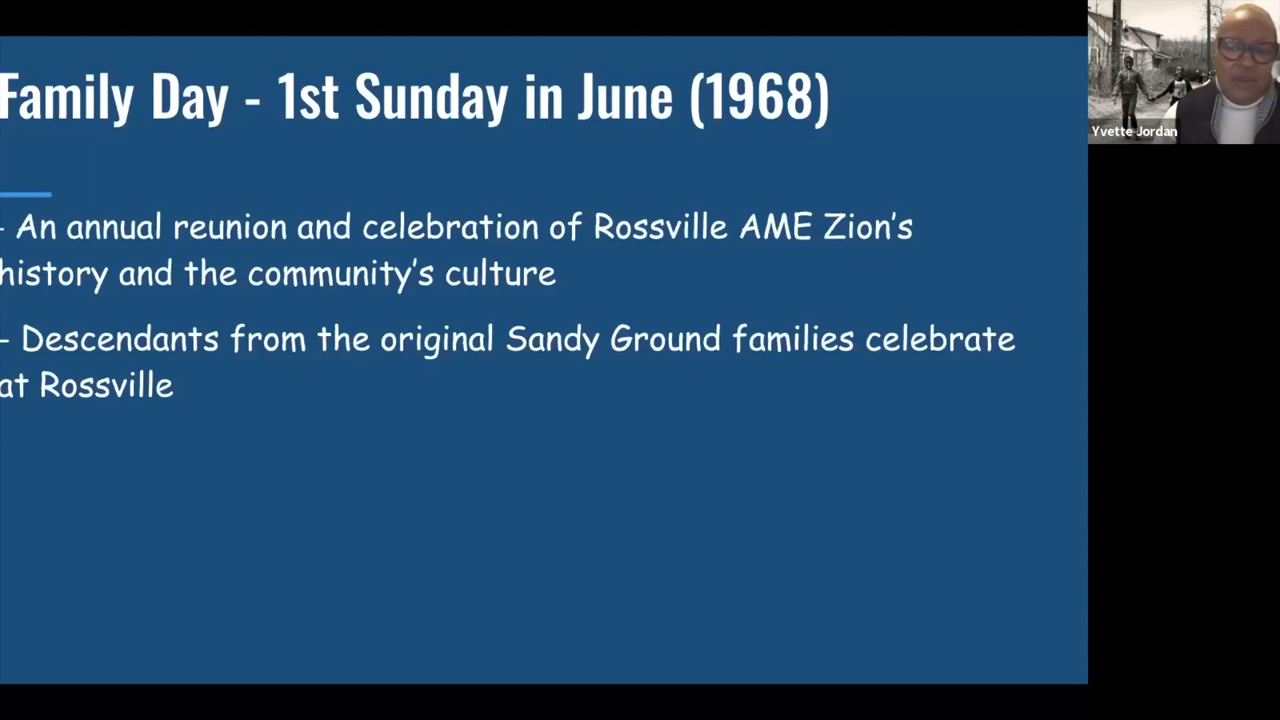 Family Day - 1st Sunday in June (1968)
- An annual reunion and celebration of Rossville AME Zion’s
history and the community’s culture
- Descendants from the original Sandy Ground families celebrate
at Rossville
Yvette Jordan